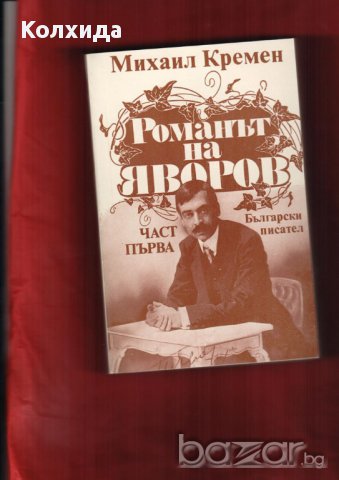 Колхида
Михаил Кремен
Романът
на
ЯВОРОВ
ЧАСТ
ПЪРВА
Български
писател
bazar.bg